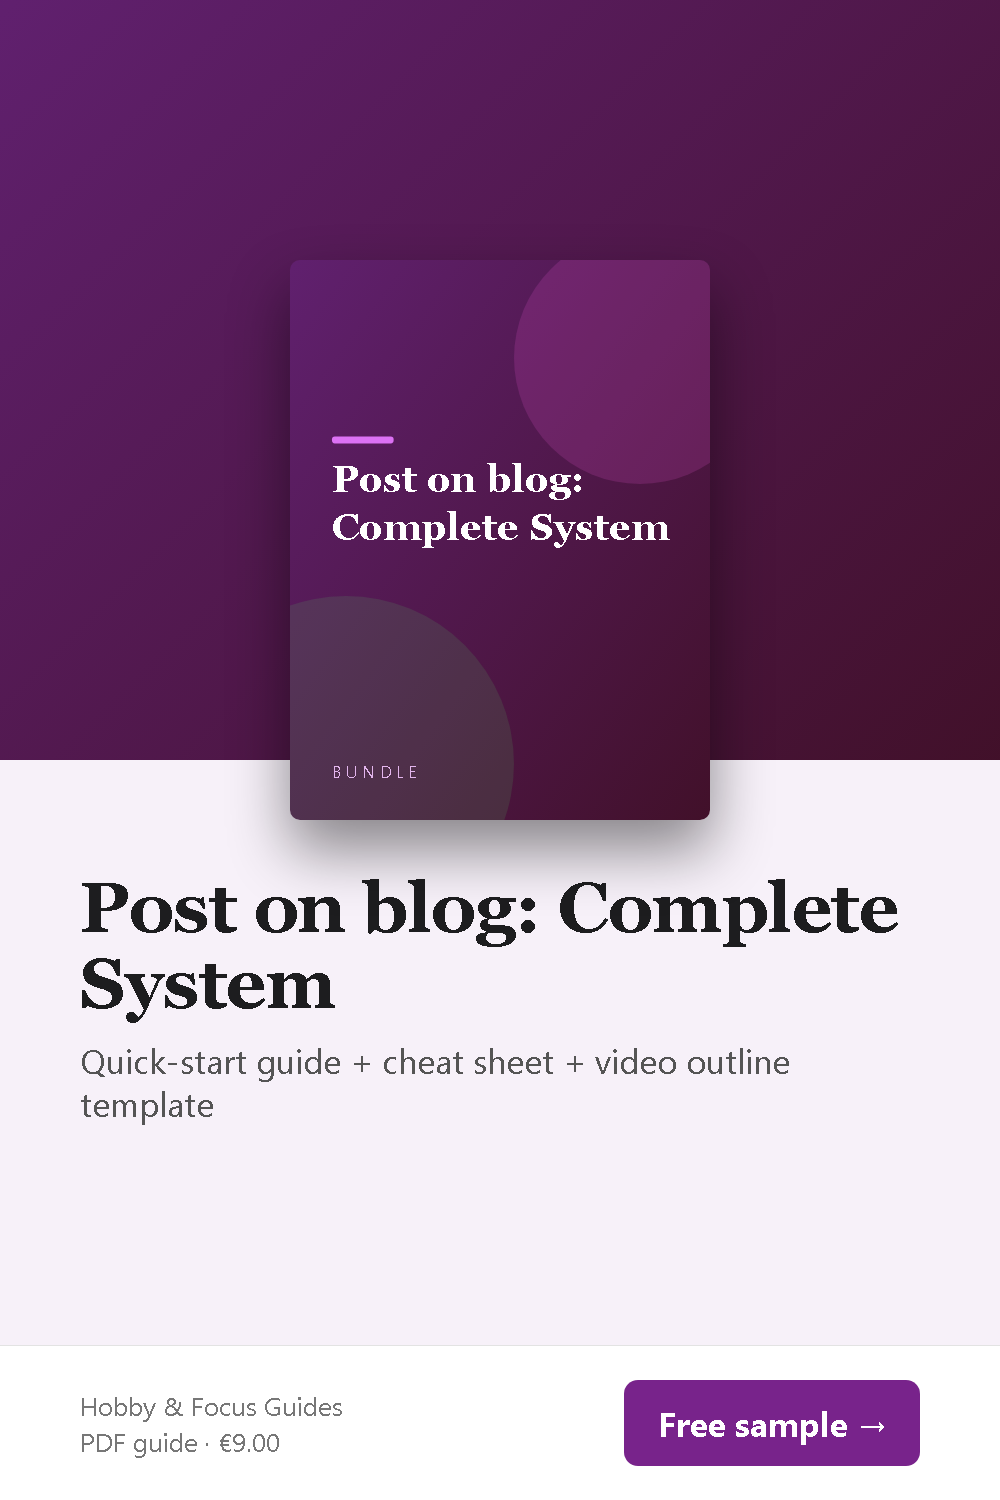 Post on blog:
Complete System
BUNDLE
Post on blog: Complete
System
Quick-start guide + cheat sheet + video outline
template
Hobby & Focus Guides
PDF guide · €9.00
Free sample →